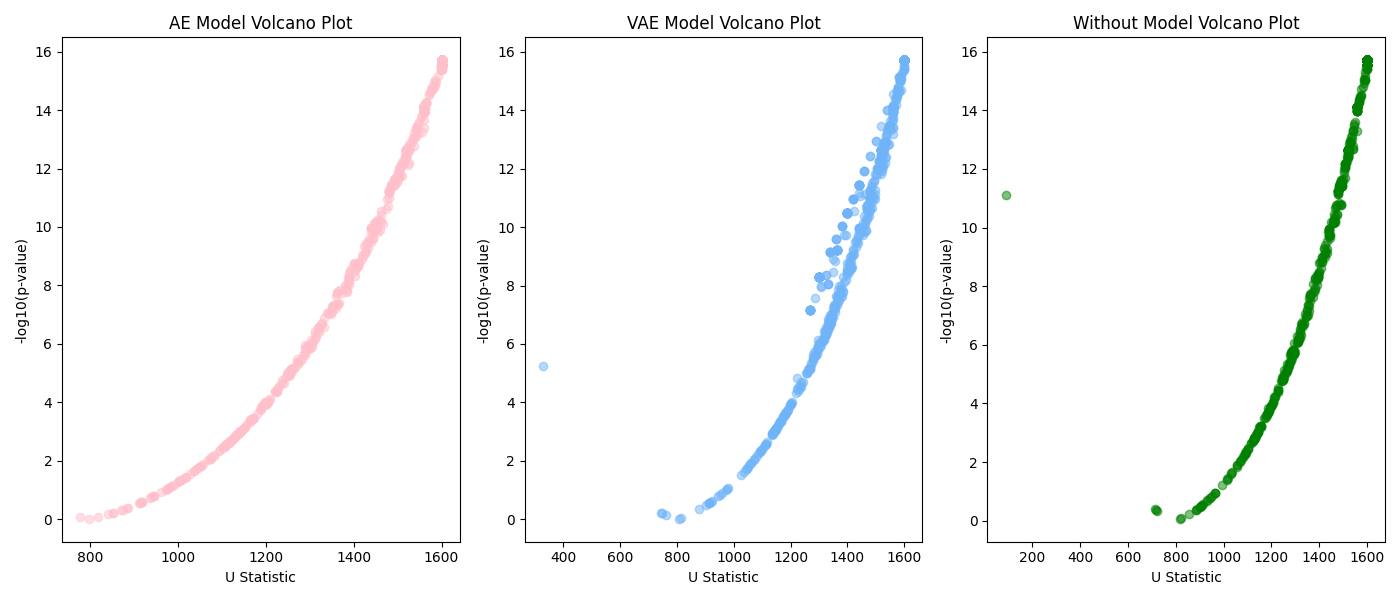 AE Model Volcano Plot
-log10(p-value)
16
14
12
10
8
6
4
2
0
800 1000 1200 1400 1600
U Statistic
VAE Model Volcano Plot
-log10(p-value)
16
14
12
10
8
6
4
2
0
400 600 800 1000 1200 1400 1600
U Statistic
Without Model Volcano Plot
-log10(p-value)
16
14
12
10
8
6
4
2
0
200 400 600 800 1000 1200 1400 1600
U Statistic